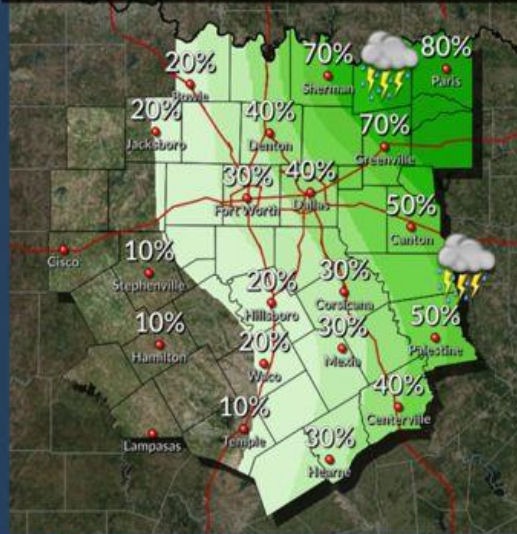 70%
80%
20%
Sherman
Paris
Bowie
20%
40%
70%
Jacksboro
Denton
Greenville
30%
40%
Fort Worth
Dallas
50%
Canton
Cisco
10%
Stephenville
20%
30%
Hillsboro
Corsicana
10%
Hamilton
20%
30%
50%
Waco
Mexia
Palestine
40%
Centerville
10%
Temple
Lampasas
30%
Hearne